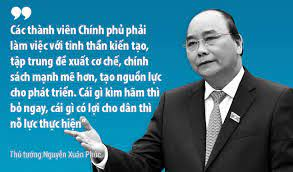 "
Các thành viên Chính phủ phải
làm việc với tinh thần kiến tạo,
tập trung đề xuất cơ chế, chính
sách mạnh mẽ hơn, tạo nguồn lực
cho phát triển. Cái gì kìm hãm thì
bỏ ngay, cái gì có lợi cho dân thì
nỗ lực thực hiện"
Thủ tướng Nguyễn Xuân Phúc